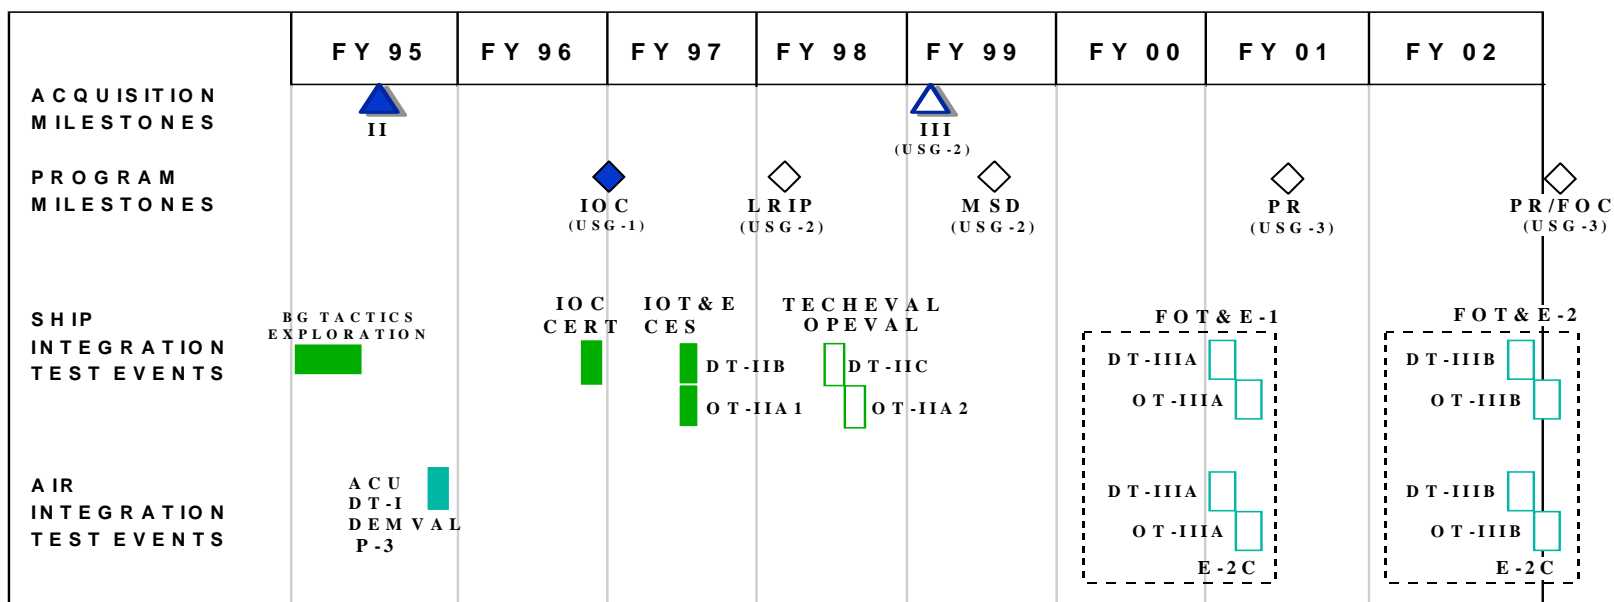 FY 95 FY 96 FY 97 FY 98 FY 99 FY 00 FY 01 FY 02
ACQUISITION
MILESTONES
II
III
(USG-2)
PROGRAM
MILESTONES
IOC
(USG-1)
LRIP
(USG-2)
MSD
(USG-2)
PR
(USG-3)
PR/FOC
(USG-3)
SHIP
INTEGRATION
TEST EVENTS
BG TACTICS
EXPLORATION
IOC
CERT
IOT&E
CES
DT-IIB
OT-IIA1
TECHEVAL
OPEVAL
DT-IIC
OT-IIA2
FOT&E-1
DT-IIIA
OT-IIIA
FOT&E-2
DT-IIIB
OT-IIIB
AIR
INTEGRATION
TEST EVENTS
ACU
DT-I
DEMVAL
P-3
DT-IIIA
OT-IIIA
E-2C
DT-IIIB
OT-IIIB
E-2C